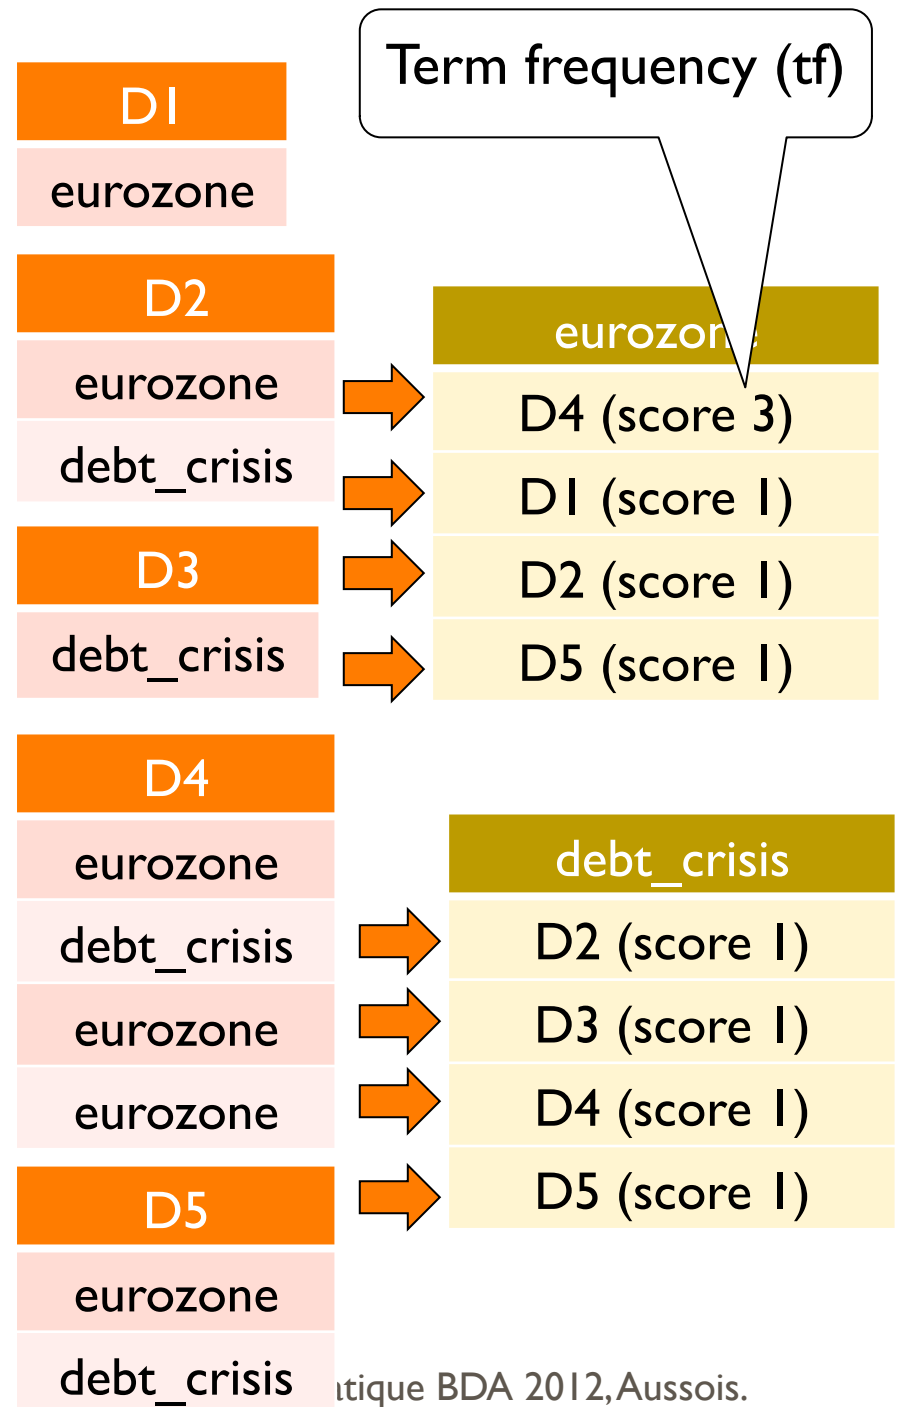 Term frequency (tf)
D1
eurozone
D2
eurozone
debt_crisis
D3
debt_crisis
D4
eurozone
debt_crisis
eurozone
eurozone
D5
eurozone
debt_crisis
eurozone
D4 (score 3)
D1 (score 1)
D2 (score 1)
D5 (score 1)
debt_crisis
D2 (score 1)
D3 (score 1)
D4 (score 1)
D5 (score 1)
BDA 2012, Aussois.